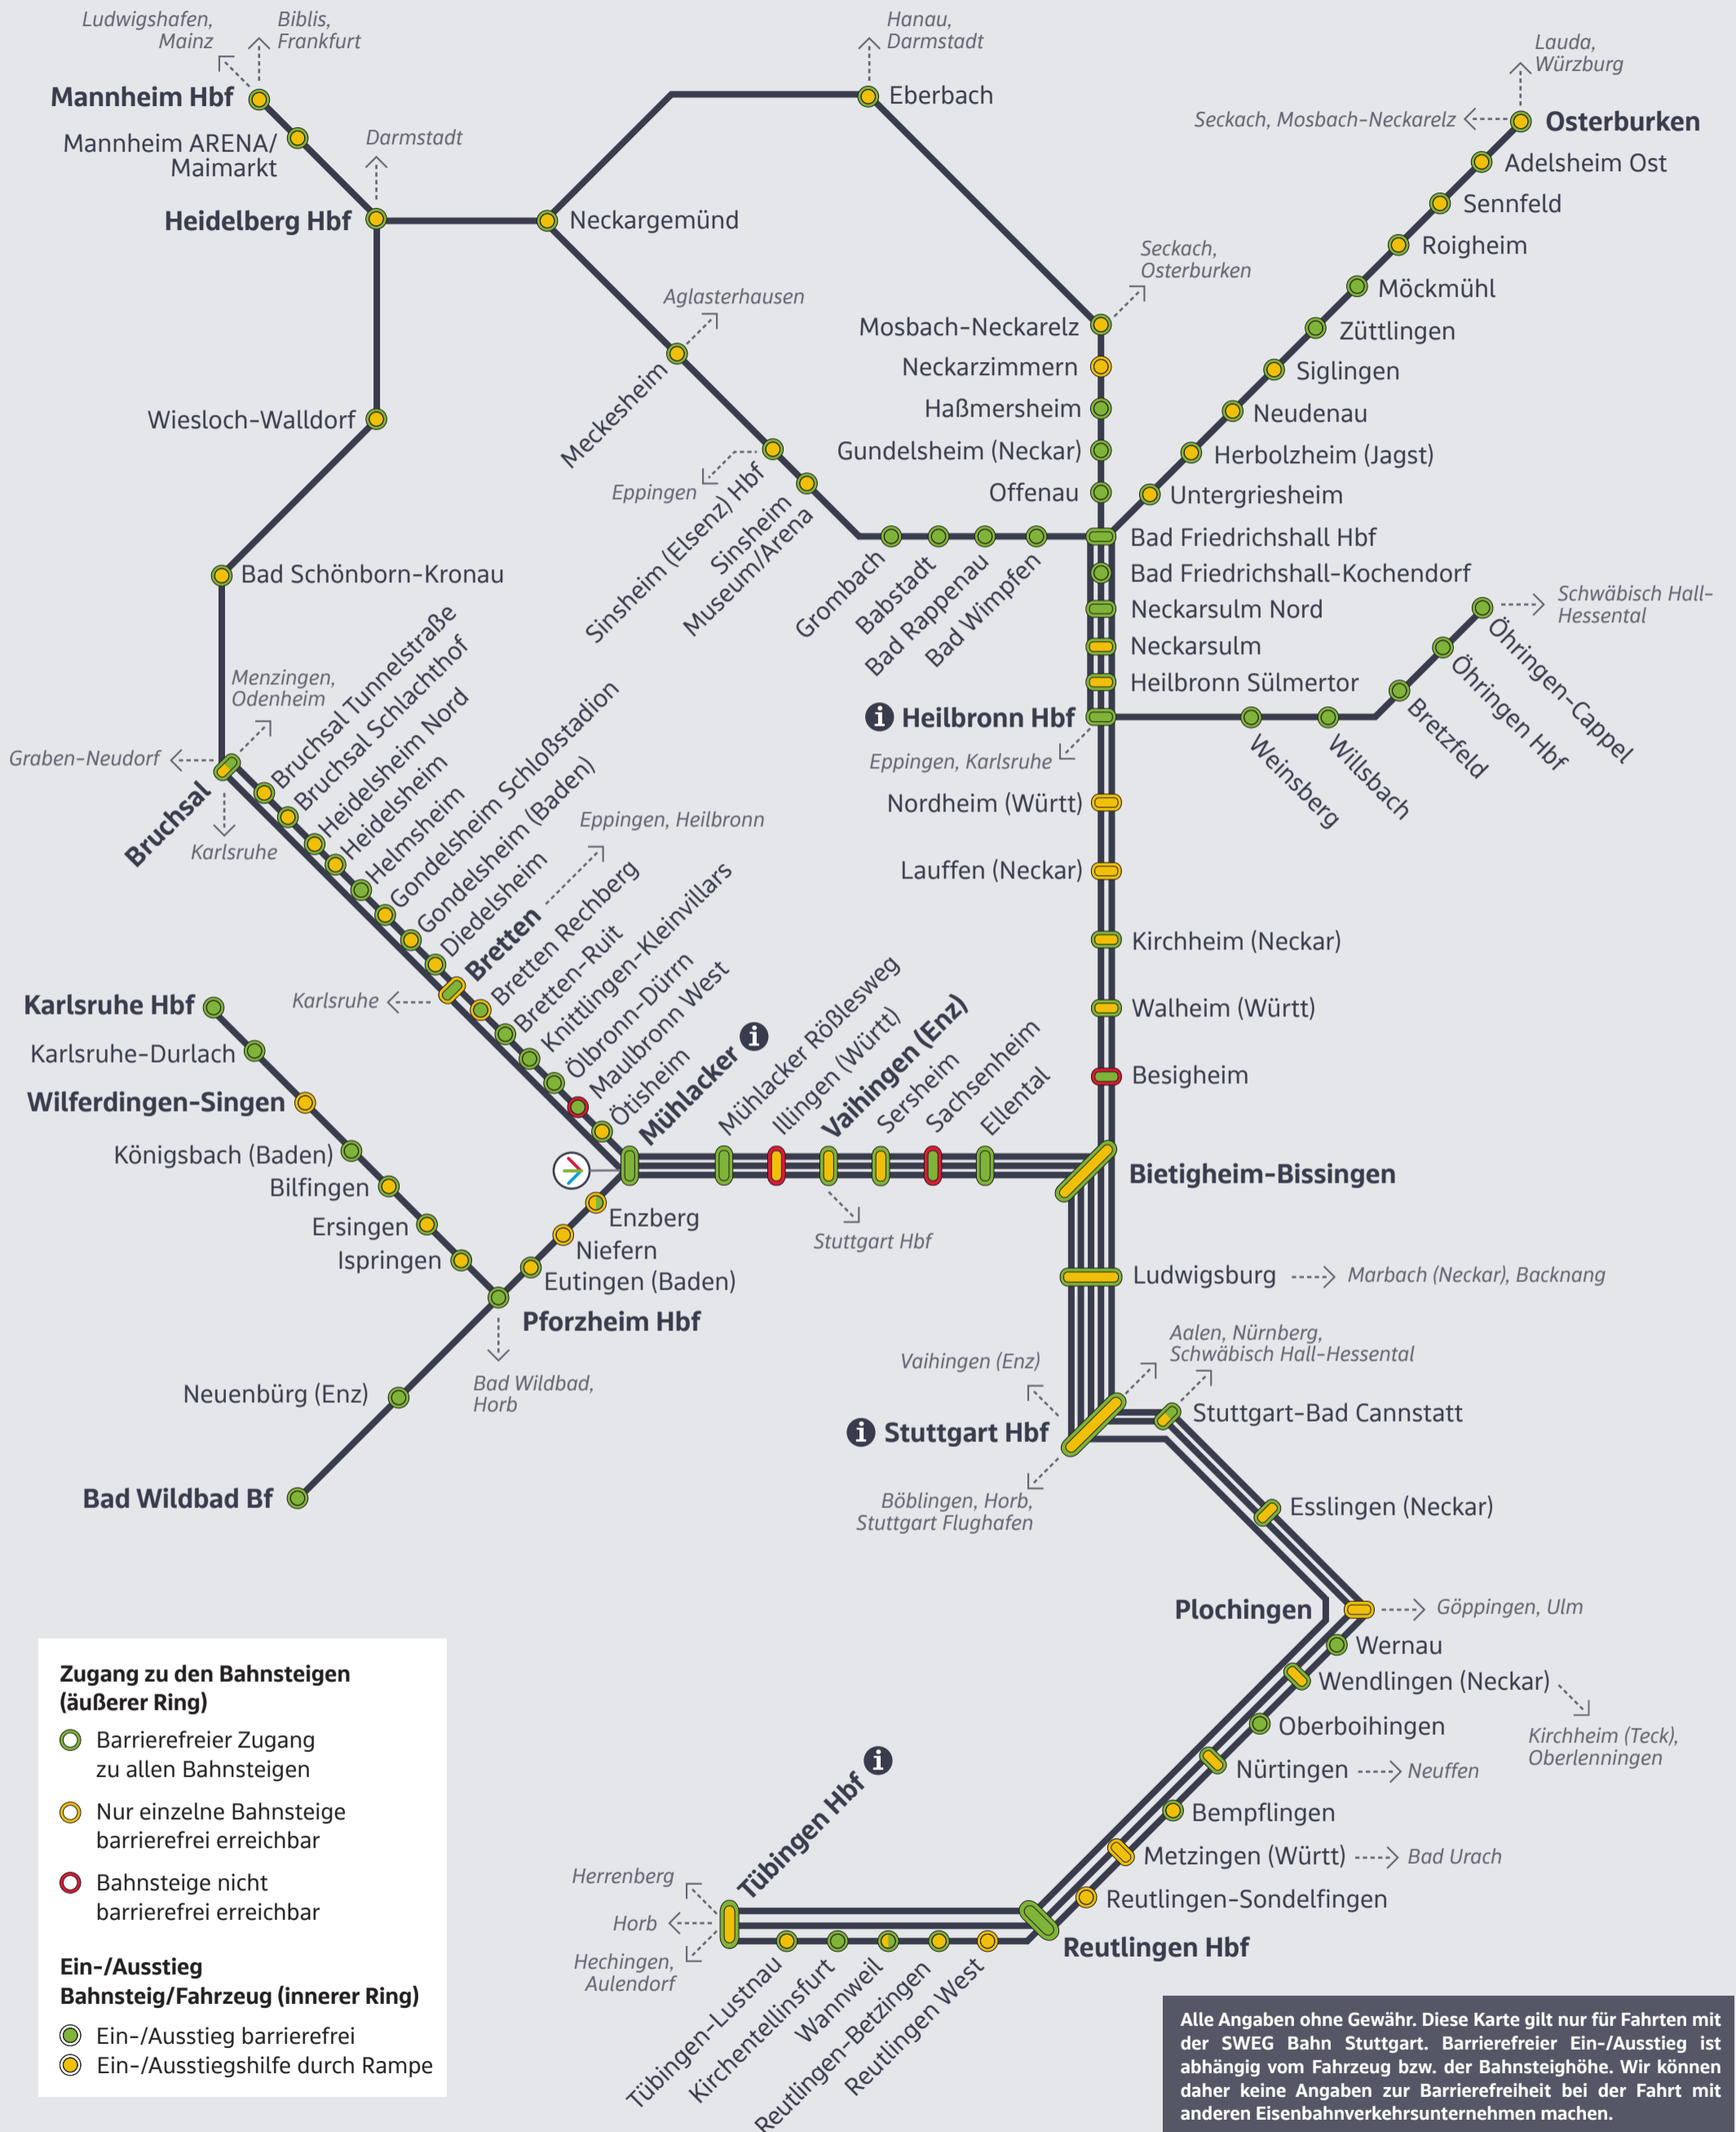 Ludwigshafen,
Mainz
Biblis,
Frankfurt
Hanau,
Darmstadt
Lauda,
Würzburg
Mannheim Hbf
Eberbach
Seckach, Mosbach-Neckarelz
Osterburken
Mannheim ARENA/
Maimarkt
Darmstadt
Adelsheim Ost
Sennfeld
Heidelberg Hbf
Neckargemünd
Roigheim
Seckach,
Osterburken
Möckmühl
Aglasterhausen
Mosbach-Neckarelz
Züttlingen
Neckarzimmern
Siglingen
Haßmersheim
Neudenau
Wiesloch-Walldorf
Meckesheim
Gundelsheim (Neckar)
Herbolzheim (Jagst)
Eppingen
Offenau
Untergriesheim
Sinsheim (Elsenz) Hbf
Sinsheim
Museum/Arena
Grombach
Babstadt
Bad Rappenau
Bad Wimpfen
Bad Friedrichshall Hbf
Bad Schönborn-Kronau
Bad Friedrichshall-Kochendorf
Neckarsulm Nord
Schwäbisch Hall-
Hessental
Neckarsulm
Heilbronn Sülmertor
i Heilbronn Hbf
Eppingen, Karlsruhe
Weinsberg
Willsbach
Bretzfeld
Öhringen Hbf
Öhringen-Cappel
Menzingen,
Odenheim
Graben-Neudorf
Bruchsal
Karlsruhe
Bruchsal Tunnelstraße
Bruchsal Schlachthof
Heidelsheim Nord
Heidelsheim
Helmsheim
Gondelsheim Schloßstadion
Gondelsheim (Baden)
Diedelsheim
Bretten
Eppingen, Heilbronn
Karlsruhe
Bretten Rechberg
Bretten-Ruit
Knittlingen-Kleinvillars
Ölbronn-Dürrn
Maulbronn West
Ötisheim
Mühlacker i
Nordheim (Württ)
Lauffen (Neckar)
Kirchheim (Neckar)
Walheim (Württ)
Besigheim
Mühlacker Rößlesweg
Illingen (Württ)
Vaihingen (Enz)
Sersheim
Sachsenheim
Ellental
Stuttgart Hbf
Bietigheim-Bissingen
Karlsruhe Hbf
Karlsruhe-Durlach
Wilferdingen-Singen
Königsbach (Baden)
Bilfingen
Ersingen
Ispringen
Enzberg
Niefern
Eutingen (Baden)
Pforzheim Hbf
Bad Wildbad,
Horb
Neuenbürg (Enz)
Bad Wildbad Bf
Ludwigsburg
Marbach (Neckar), Backnang
Aalen, Nürnberg,
Schwäbisch Hall-Hessental
Vaihingen (Enz)
i Stuttgart Hbf
Stuttgart-Bad Cannstatt
Böblingen, Horb,
Stuttgart Flughafen
Esslingen (Neckar)
Plochingen
Göppingen, Ulm
Wernau
Wendlingen (Neckar)
Kirchheim (Teck),
Oberlenningen
Oberboihingen
Nürtingen
Neuffen
Bempflingen
Metzingen (Württ)
Bad Urach
Reutlingen-Sondelfingen
Reutlingen Hbf
Tübingen Hbf i
Herrenberg
Horb
Hechingen,
Aulendorf
Tübingen-Lustnau
Kirchentellinsfurt
Wannweil
Reutlingen-Betzingen
Reutlingen West
Zugang zu den Bahnsteigen
(äußerer Ring)
Barrierefreier Zugang
zu allen Bahnsteigen
Nur einzelne Bahnsteige
barrierefrei erreichbar
Bahnsteige nicht
barrierefrei erreichbar
Ein-/Ausstieg
Bahnsteig/Fahrzeug (innerer Ring)
Ein-/Ausstieg barrierefrei
Ein-/Ausstiegshilfe durch Rampe
Alle Angaben ohne Gewähr. Diese Karte gilt nur für Fahrten mit
der SWEG Bahn Stuttgart. Barrierefreier Ein-/Ausstieg ist
abhängig vom Fahrzeug bzw. der Bahnsteighöhe. Wir können
daher keine Angaben zur Barrierefreiheit bei der Fahrt mit
anderen Eisenbahnverkehrsunternehmen machen.